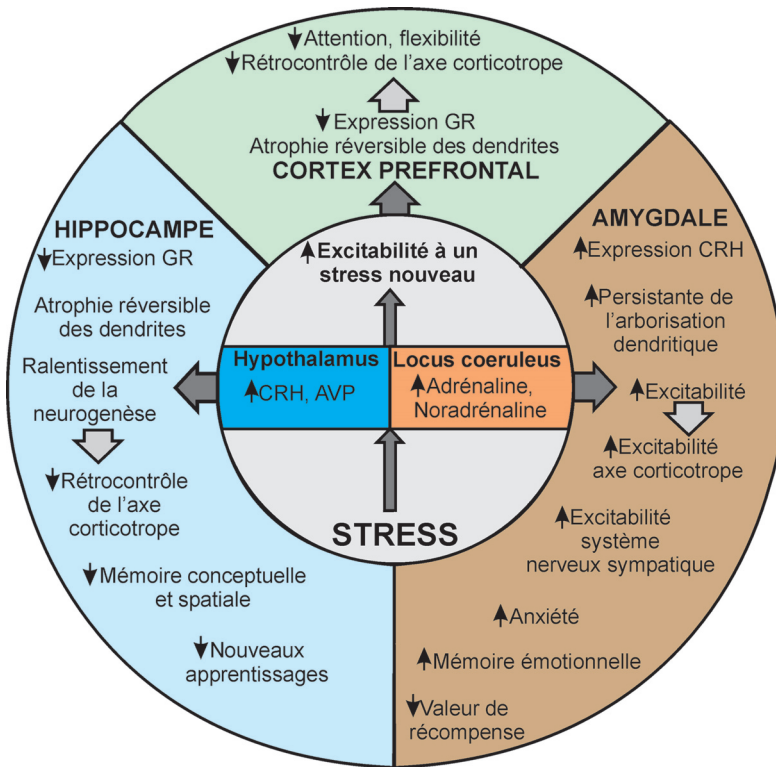 ↓Attention, flexibilité
↓Rétrocontrôle de l'axe corticotrope
↓Expression GR
Atrophie réversible des dendrites
CORTEX PREFRONTAL
HIPPOCAMPE
↓Expression GR
Atrophie réversible
des dendrites
Ralentissement
de la
neurogenèse
↓Rétrocontrôle
de l'axe
corticotrope
↓Mémoire conceptuelle
et spatiale
↓Nouveaux
apprentissages
↑Excitabilité à un
stress nouveau
Hypothalamus
↑CRH, AVP
Locus coeruleus
↑Adrénaline,
Noradrénaline
STRESS
AMYGDALE
↑Expression CRH
↑Persistante de
l'arborisation
dendritique
↑Excitabilité
↑Excitabilité
axe corticotrope
↑Excitabilité
système
nerveux sympatique
↑Anxiété
↑Mémoire émotionnelle
↓Valeur de
récompense